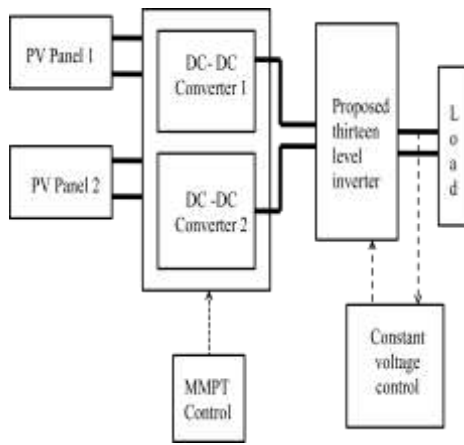 PV Panel 1
DC- DC
Converter 1
Proposed
thirteen
level
inverter
L
o
a
d
PV Panel 2
DC -DC
Converter 2
MMPT
Control
Constant
voltage
control